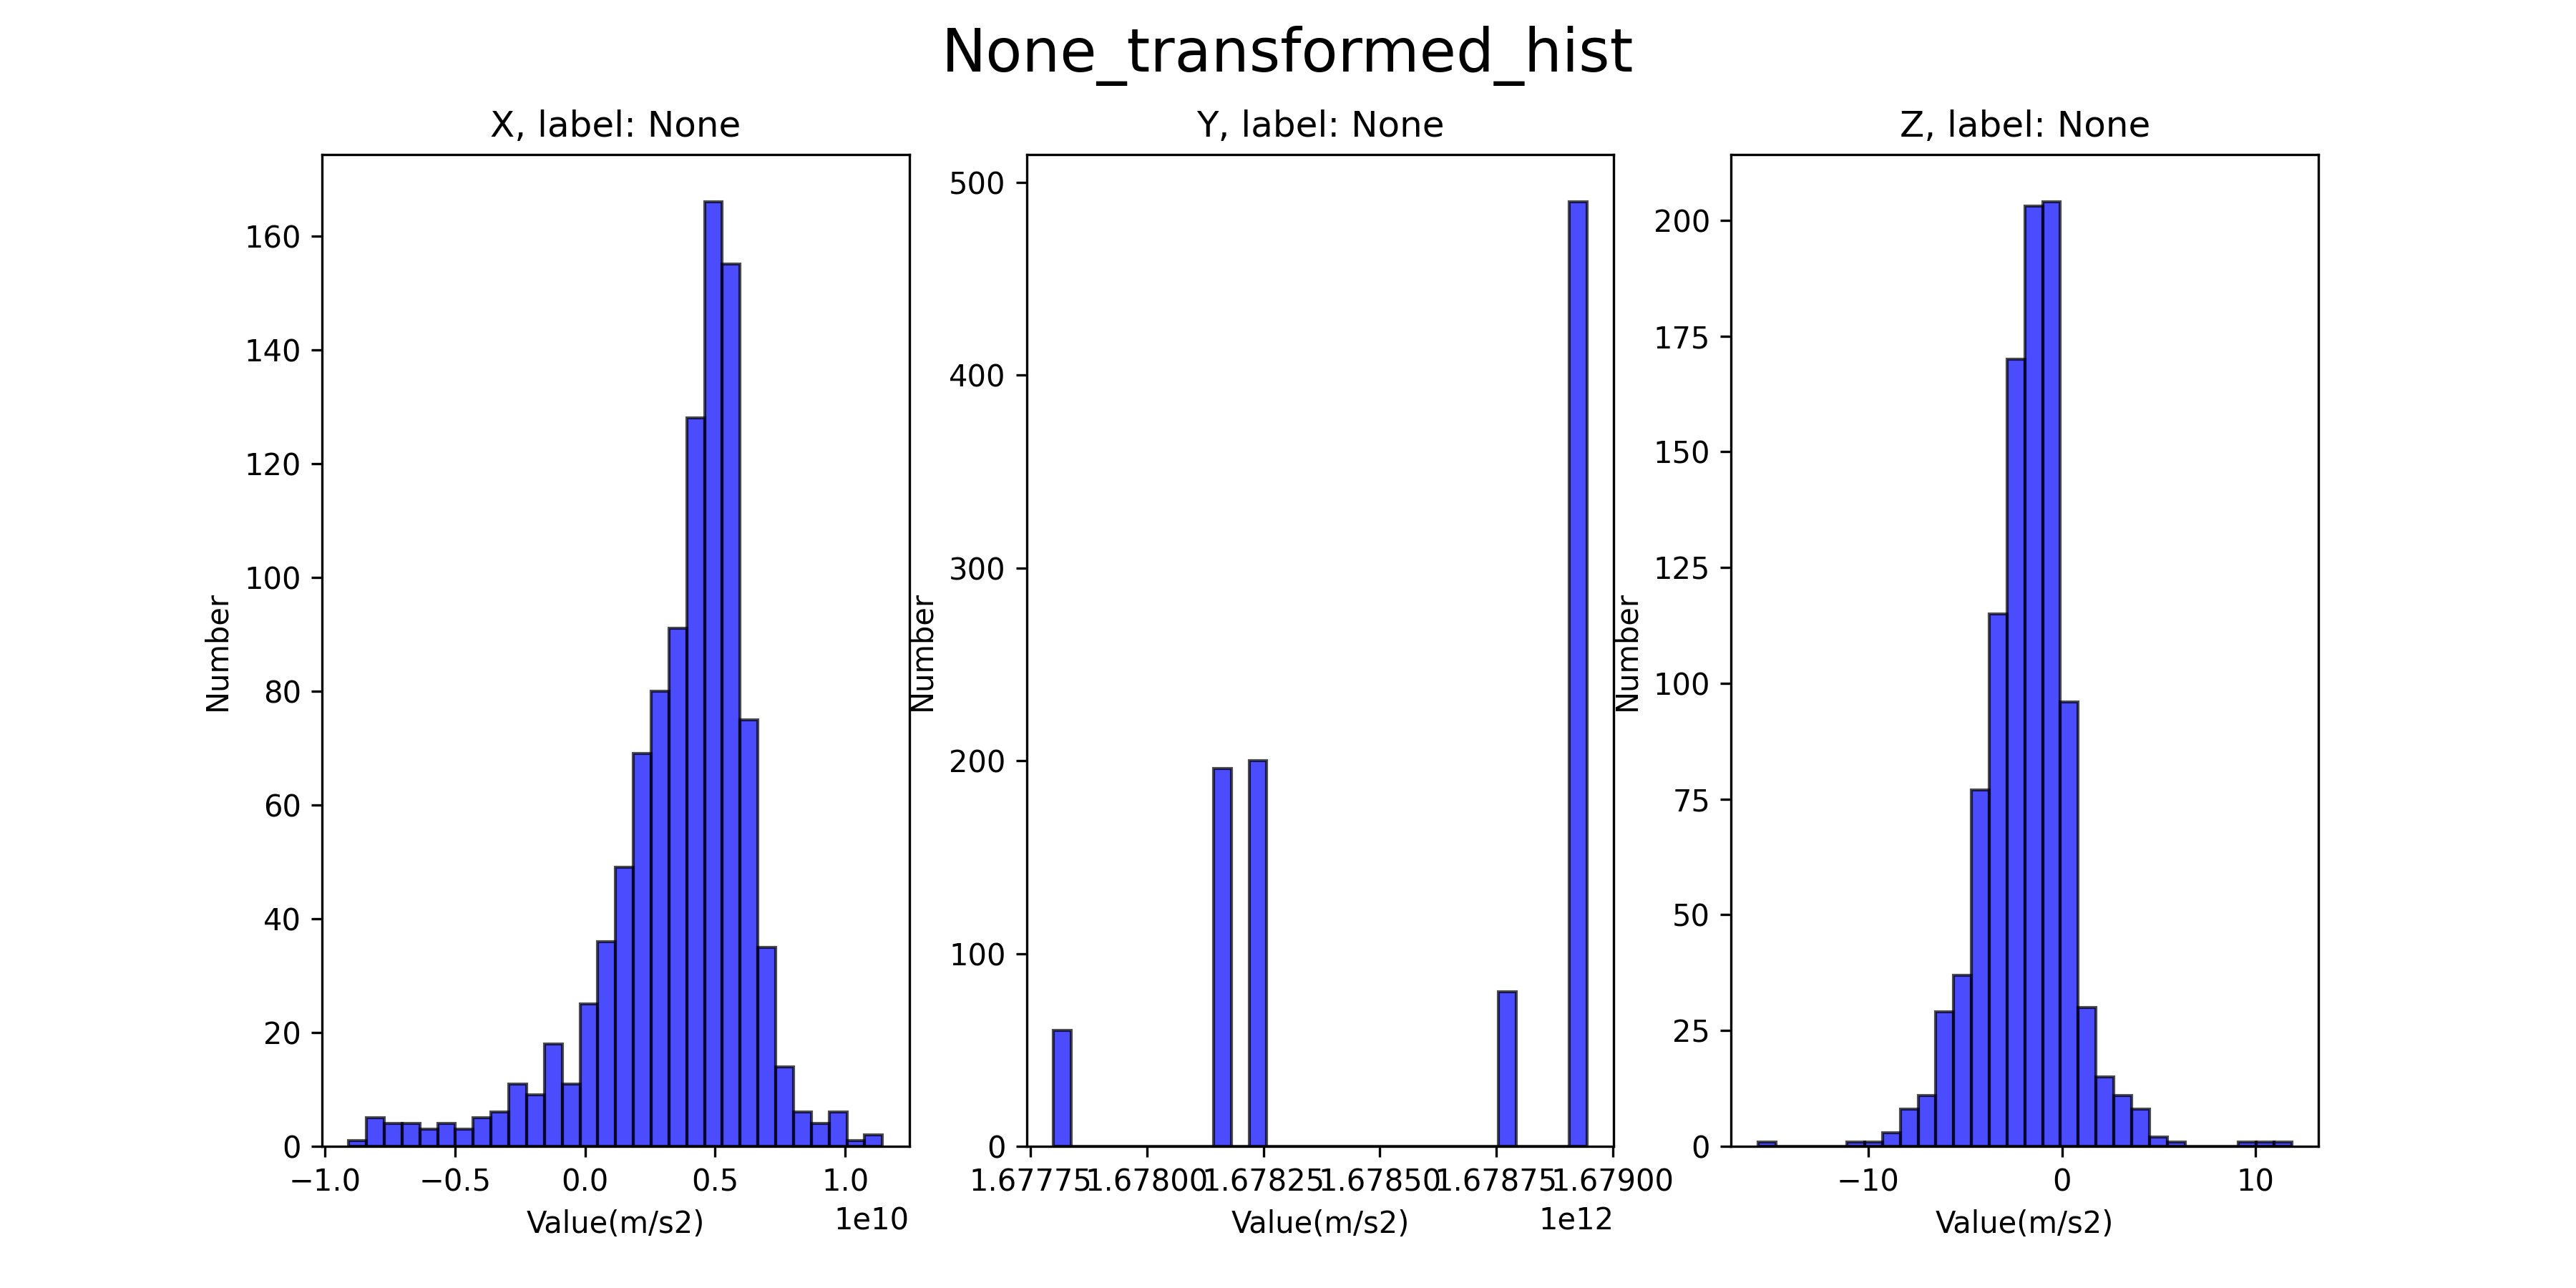 None_transformed_hist
X, label: None
Y, label: None
Z, label: None
Number
160
140
120
100
80
60
40
20
0
−1.0 −0.5 0.0 0.5 1.0
1e10
Value(m/s2)
Number
500
400
300
200
100
0
1.67775 1.67800 1.67825 1.67850 1.67875 1.67900
1e12
Value(m/s2)
Number
200
175
150
125
100
75
50
25
0
−10 0 10
Value(m/s2)